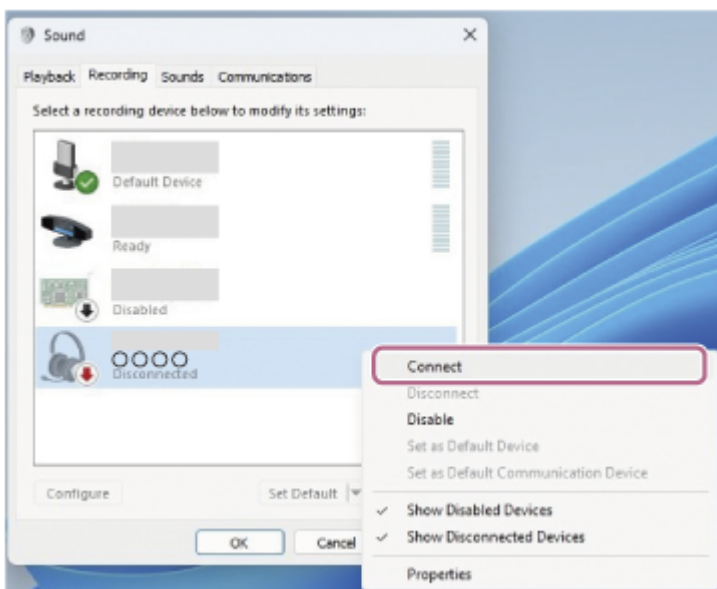 Sound
Playback Recording Sounds Communications
Select a recording device below to modify its settings:
Default Device
Ready
Disabled
○○○○
Disconnected
Connect
Disconnect
Disable
Set as Default Device
Set as Default Communication Device
Show Disabled Devices
Show Disconnected Devices
Properties
Configure
Set Default
OK
Cancel